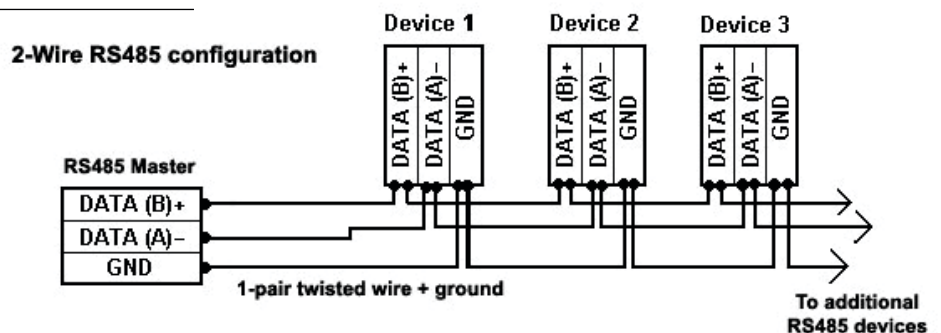 2-Wire RS485 configuration
Device 1
Device 2
Device 3
DATA (B)+
DATA (A)-
GND
DATA (B)+
DATA (A)-
GND
DATA (B)+
DATA (A)-
GND
RS485 Master
DATA (B)+
DATA (A)-
GND
1-pair twisted wire + ground
To additional
RS485 devices